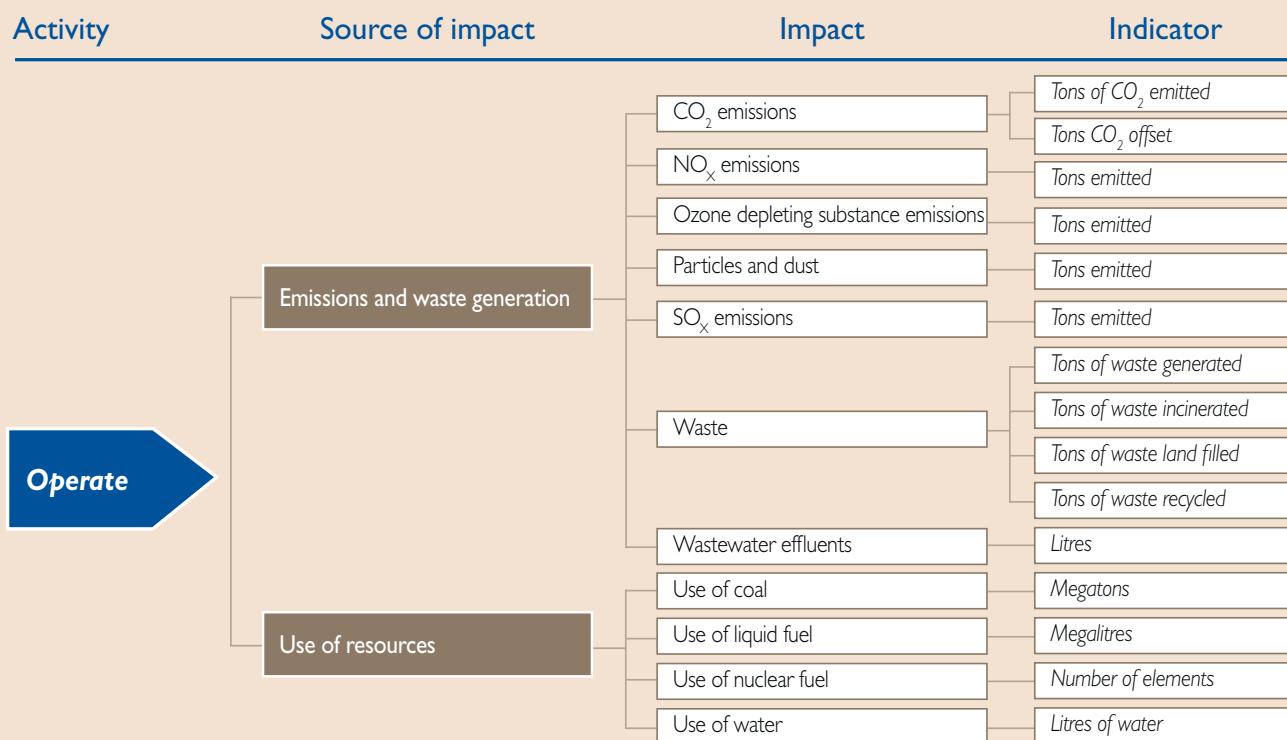 Activity Source of impact Impact Indicator
CO₂ emissions
Tons of CO₂ emitted
Tons CO₂ offset
NOₓ emissions
Tons emitted
Ozone depleting substance emissions
Tons emitted
Particles and dust
Tons emitted
Emissions and waste generation
SOₓ emissions
Tons emitted
Tons of waste generated
Tons of waste incinerated
Waste
Tons of waste land filled
Operate
Tons of waste recycled
Wastewater effluents
Litres
Use of coal
Megatons
Use of resources
Use of liquid fuel
Megalitres
Use of nuclear fuel
Number of elements
Use of water
Litres of water